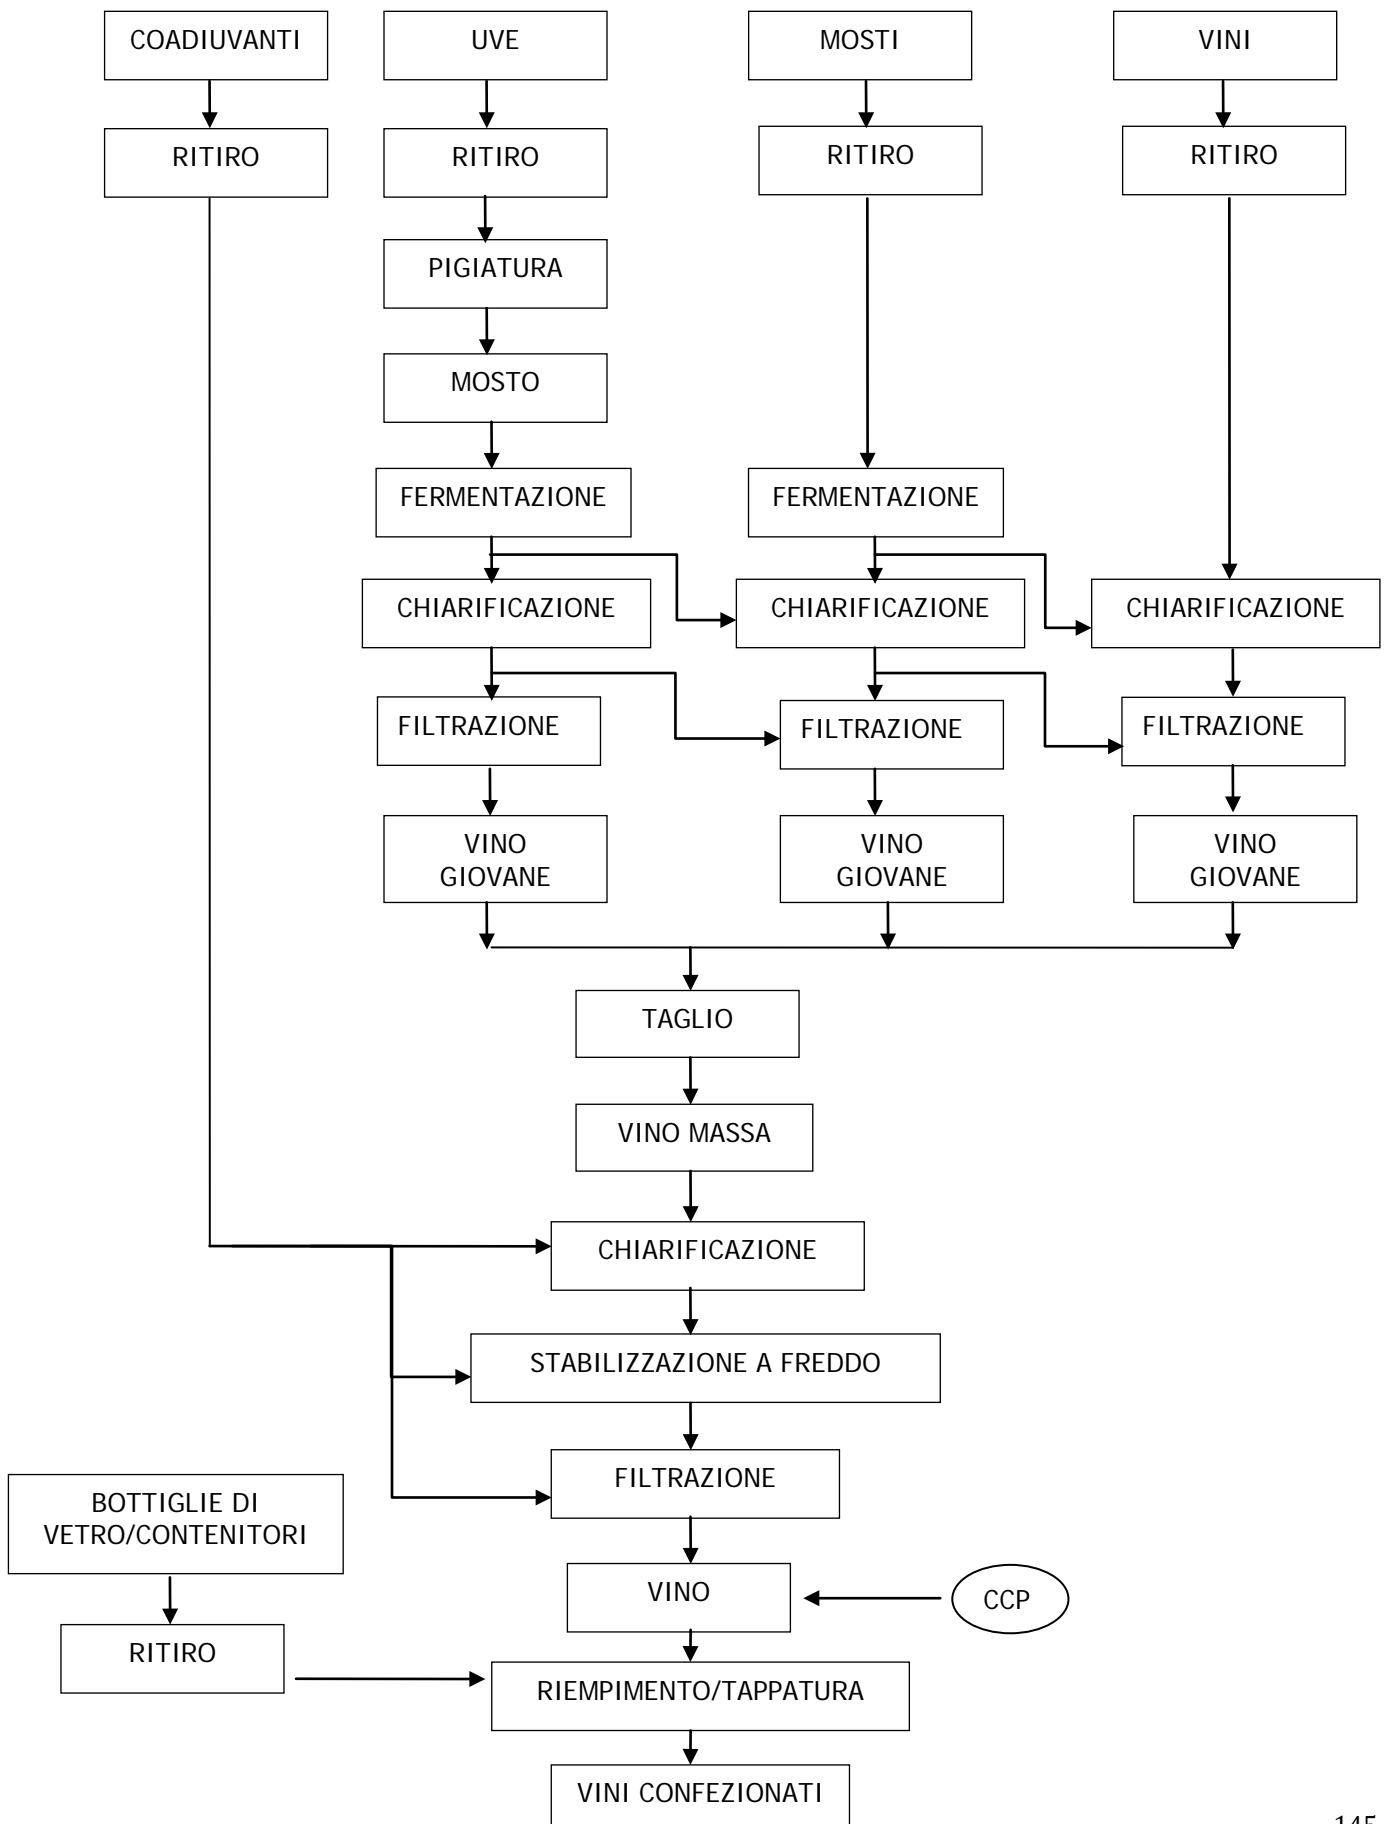 COADIUVANTI
UVE
MOSTI
VINI
RITIRO
RITIRO
RITIRO
RITIRO
PIGIATURA
MOSTO
FERMENTAZIONE
FERMENTAZIONE
CHIARIFICAZIONE
CHIARIFICAZIONE
CHIARIFICAZIONE
FILTRAZIONE
FILTRAZIONE
FILTRAZIONE
VINO
GIOVANE
VINO
GIOVANE
VINO
GIOVANE
TAGLIO
VINO MASSA
CHIARIFICAZIONE
STABILIZZAZIONE A FREDDO
FILTRAZIONE
BOTTIGLIE DI
VETRO/CONTENITORI
VINO
CCP
RITIRO
RIEMPIMENTO/TAPPATURA
VINI CONFEZIONATI
145